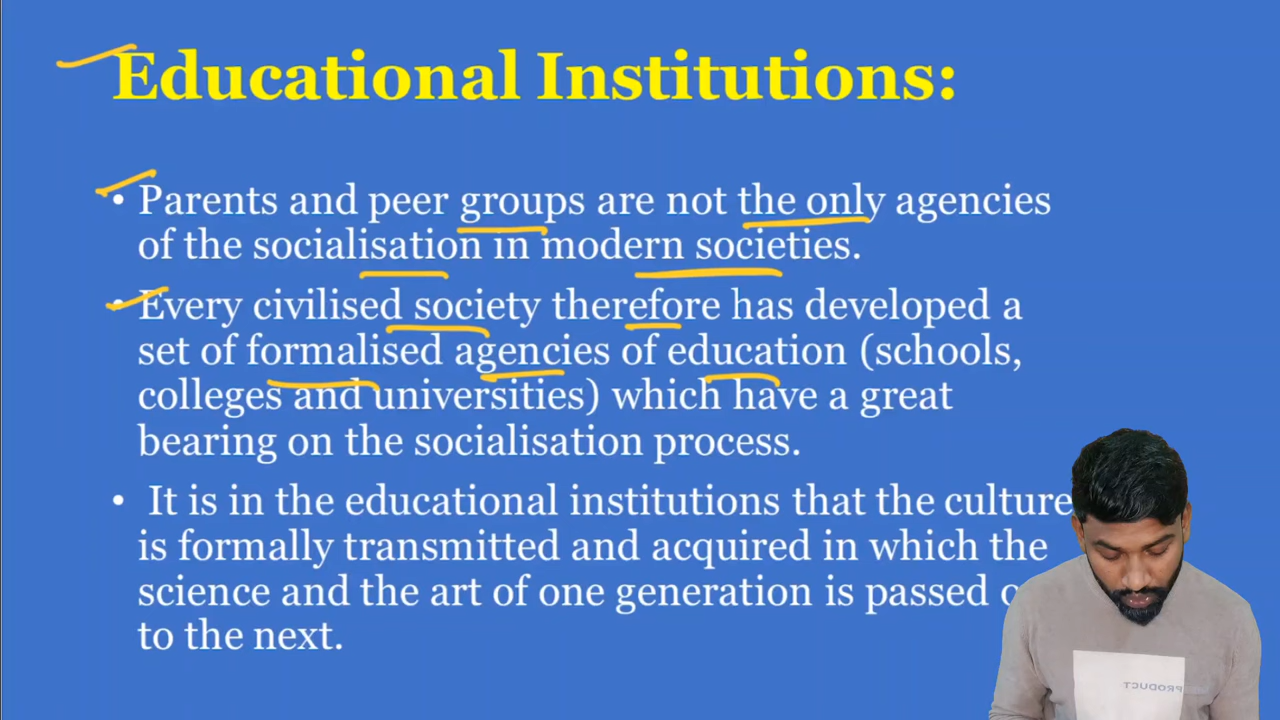 Educational Institutions:
• Parents and peer groups are not the only agencies
of the socialisation in modern societies.
• Every civilised society therefore has developed a
set of formalised agencies of education (schools,
colleges and universities) which have a great
bearing on the socialisation process.
• It is in the educational institutions that the culture
is formally transmitted and acquired in which the
science and the art of one generation is passed
to the next.
PRODUCT